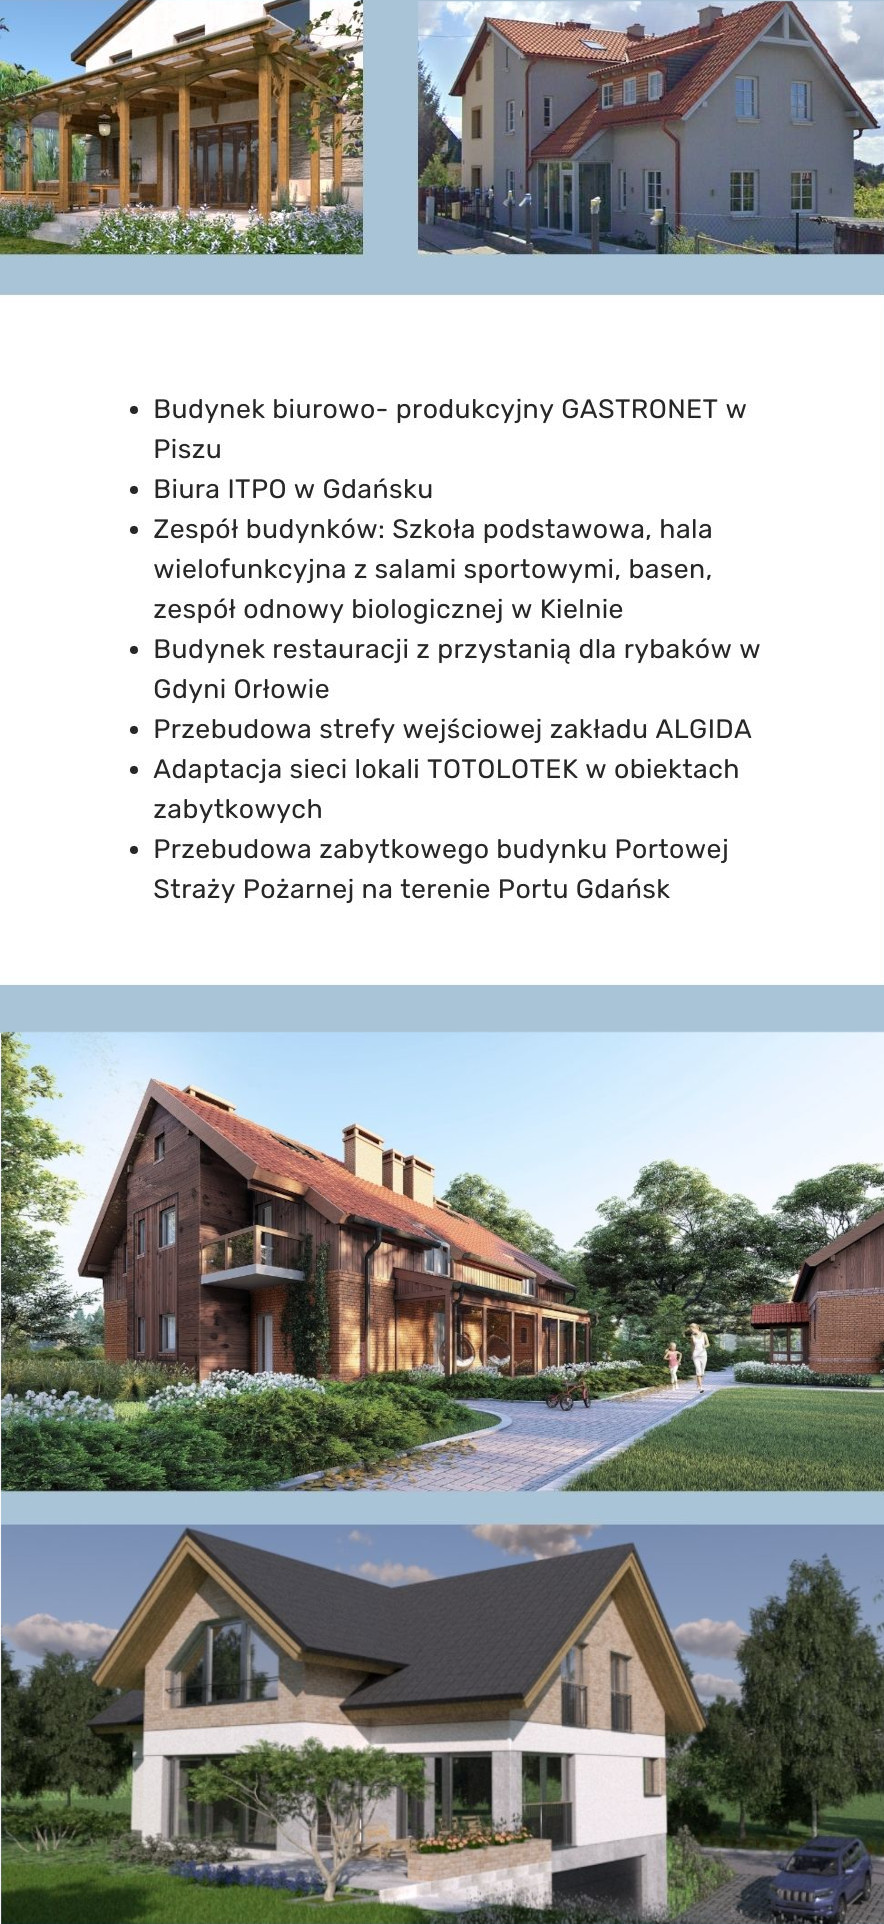 Budynek biurowo- produkcyjny GASTRONET w
Piszu
Biura ITPO w Gdańsku
Zespół budynków: Szkoła podstawowa, hala
wielofunkcyjna z salami sportowymi, basen,
zespół odnowy biologicznej w Kielnie
Budynek restauracji z przystanią dla rybaków w
Gdyni Orłowie
Przebudowa strefy wejściowej zakładu ALGIDA
Adaptacja sieci lokali TOTOLOTEK w obiektach
zabytkowych
Przebudowa zabytkowego budynku Portowej
Straży Pożarnej na terenie Portu Gdańsk